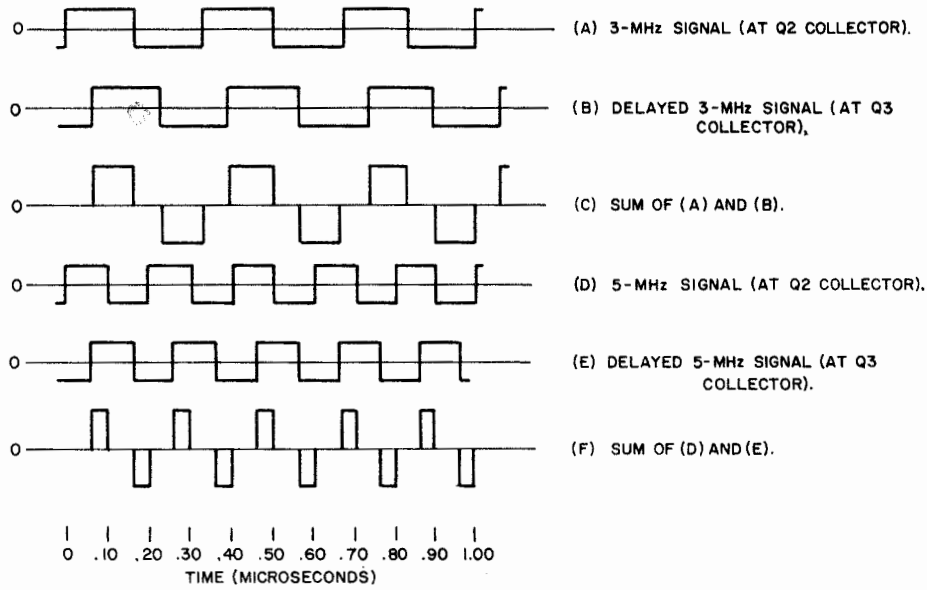 0 (A) 3-MHz SIGNAL (AT Q2 COLLECTOR).
0 (B) DELAYED 3-MHz SIGNAL (AT Q3
COLLECTOR),
0 (C) SUM OF (A) AND (B).
0 (D) 5-MHz SIGNAL (AT Q2 COLLECTOR).
0 (E) DELAYED 5-MHz SIGNAL (AT Q3
COLLECTOR).
0 (F) SUM OF (D) AND (E).
0 .10 .20 .30 .40 .50 .60 .70 .80 .90 1.00
TIME (MICROSECONDS)